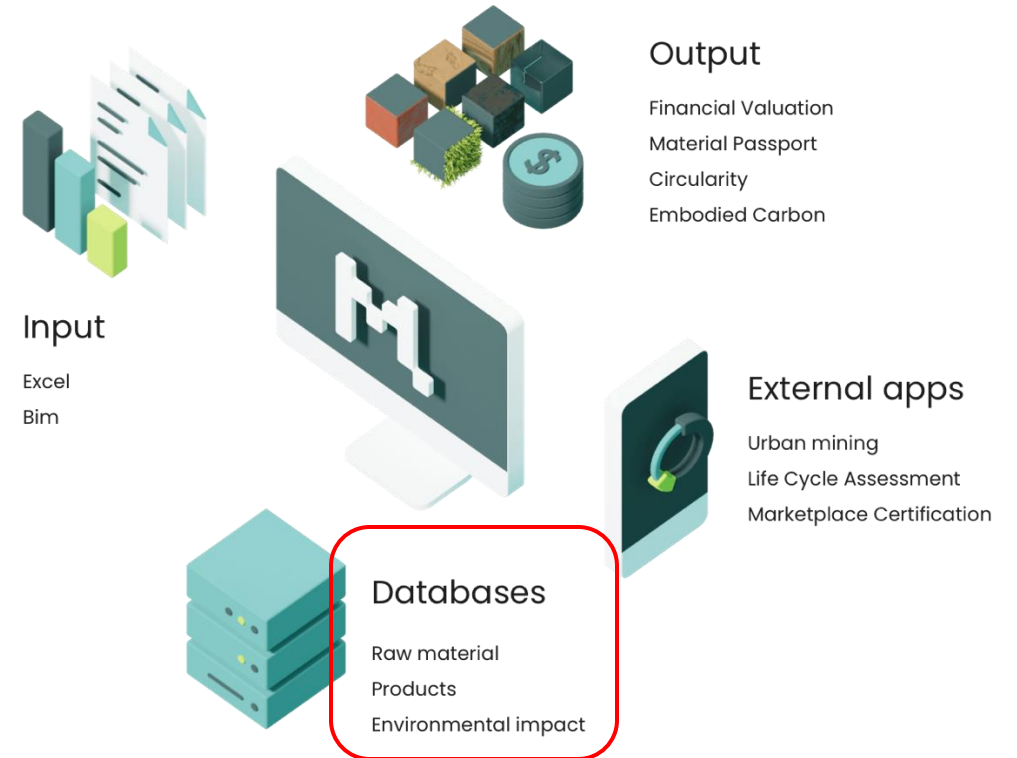 Output
Financial Valuation
Material Passport
Circularity
Embodied Carbon
Input
Excel
Bim
External apps
Urban mining
Life Cycle Assessment
Marketplace Certification
Databases
Raw material
Products
Environmental impact